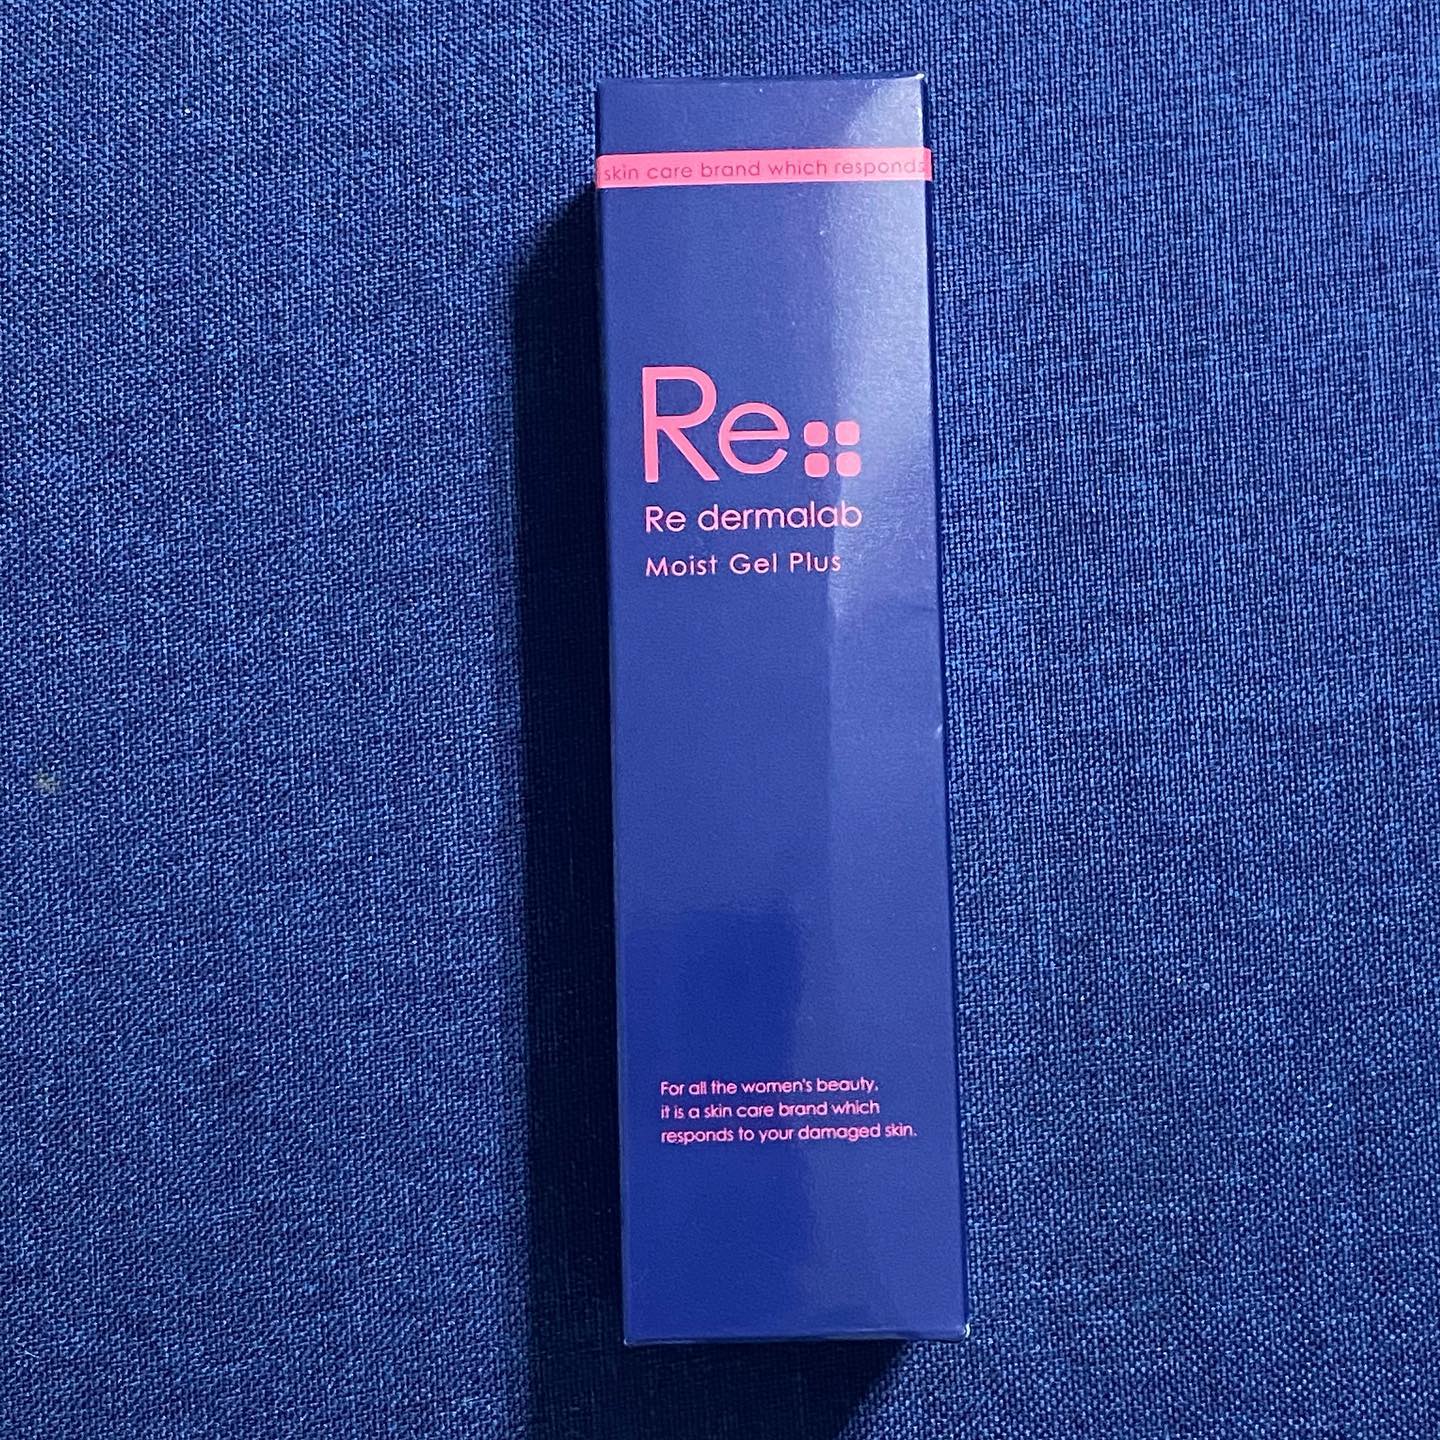 skin care brand which responds
Re
Re dermalab
Moist Gel Plus
For all the women's beauty,
it is a skin care brand which
responds to your damaged skin.